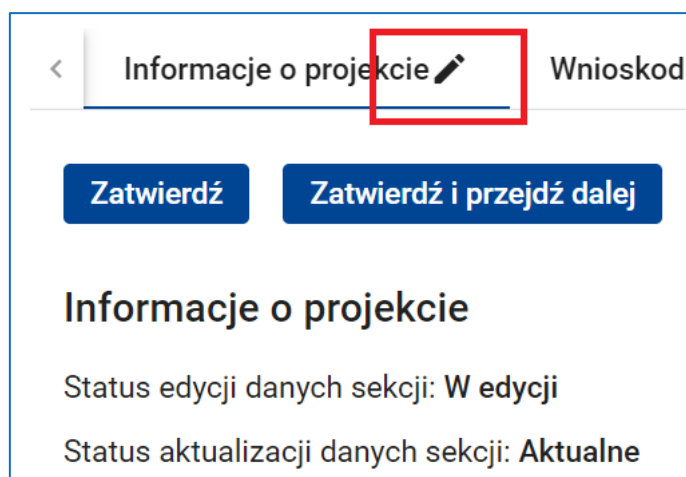 Informacje o projekcie Wnioskod
Zatwierdź Zatwierdź i przejdź dalej
Informacje o projekcie
Status edycji danych sekcji: W edycji
Status aktualizacji danych sekcji: Aktualne